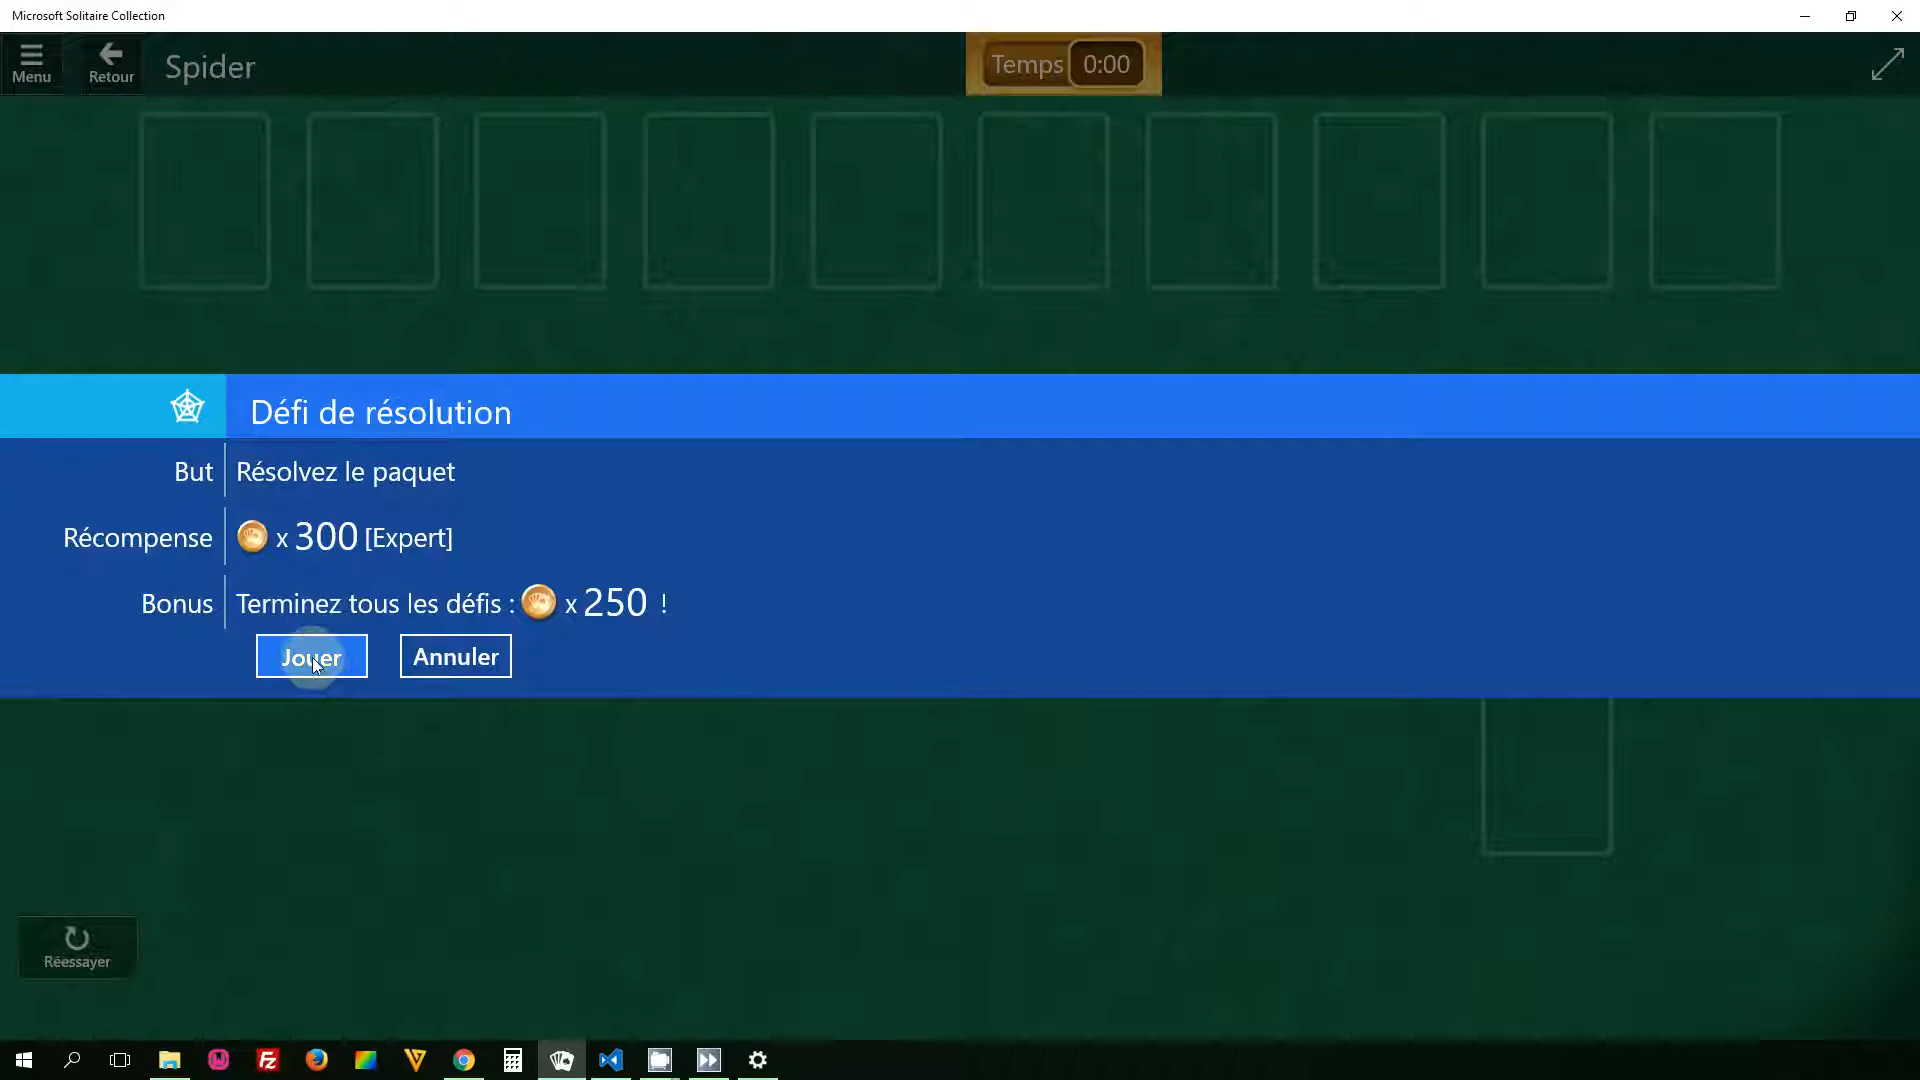 Microsoft Solitaire Collection
Menu
Retour
Spider
Temps 0:00
Défi de résolution
But
Résolvez le paquet
Récompense
x 300 [Expert]
Bonus
Terminez tous les défis : x 250 !
Jouer
Annuler
Réessayer